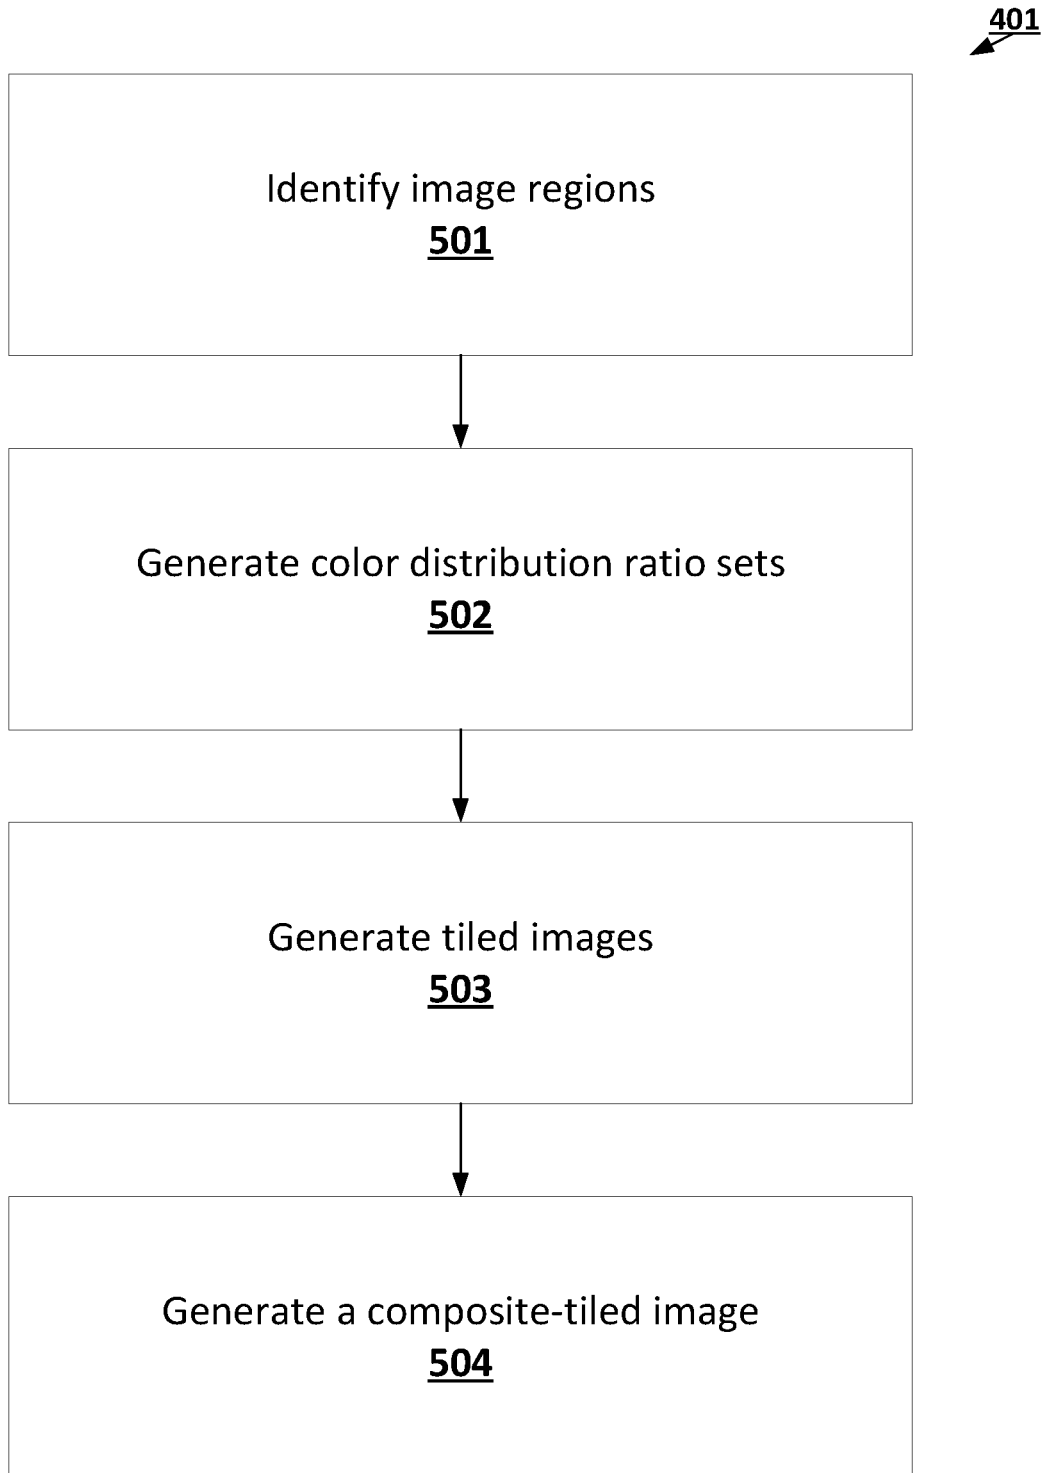 401
Identify image regions
501
Generate color distribution ratio sets
502
Generate tiled images
503
Generate a composite-tiled image
504